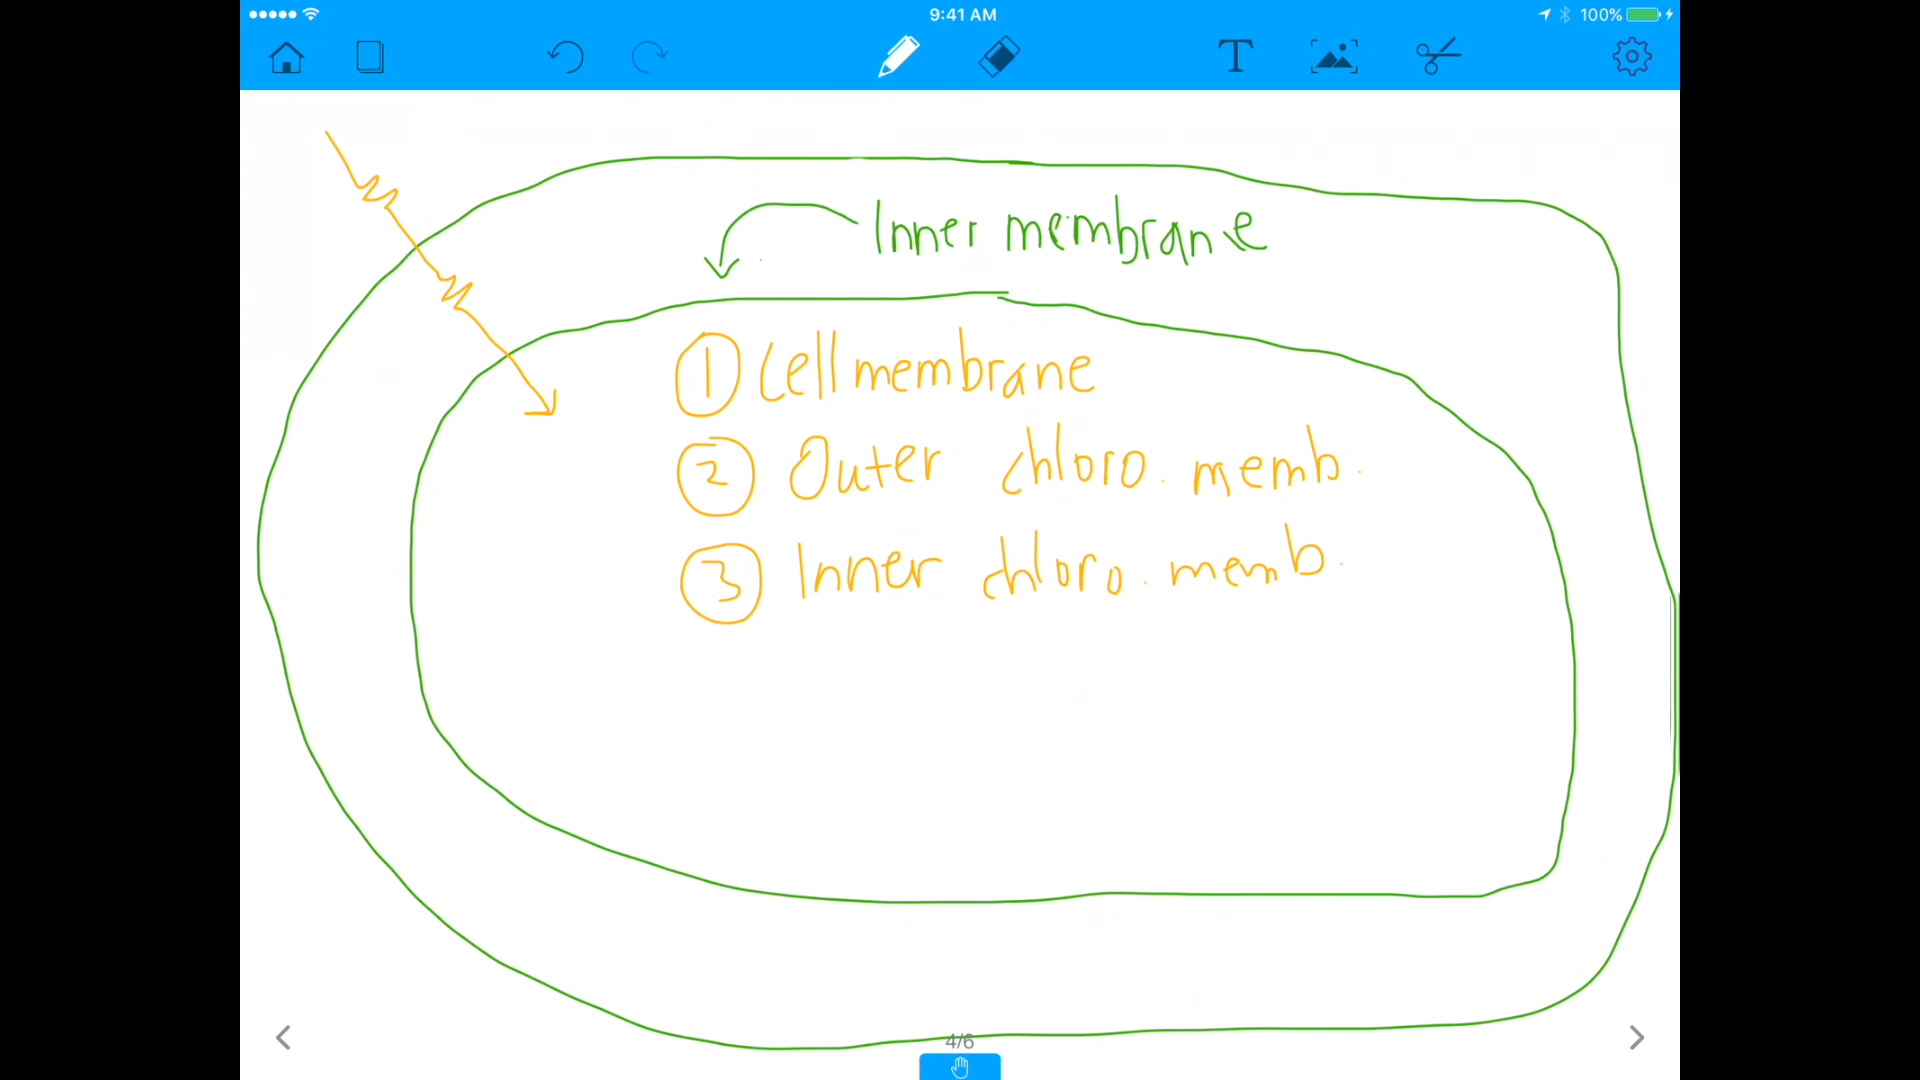 9:41 AM
100%
T
Inner membrane
1 Cell membrane
2 Outer chloro. memb.
3 Inner chloro. memb.
4/6